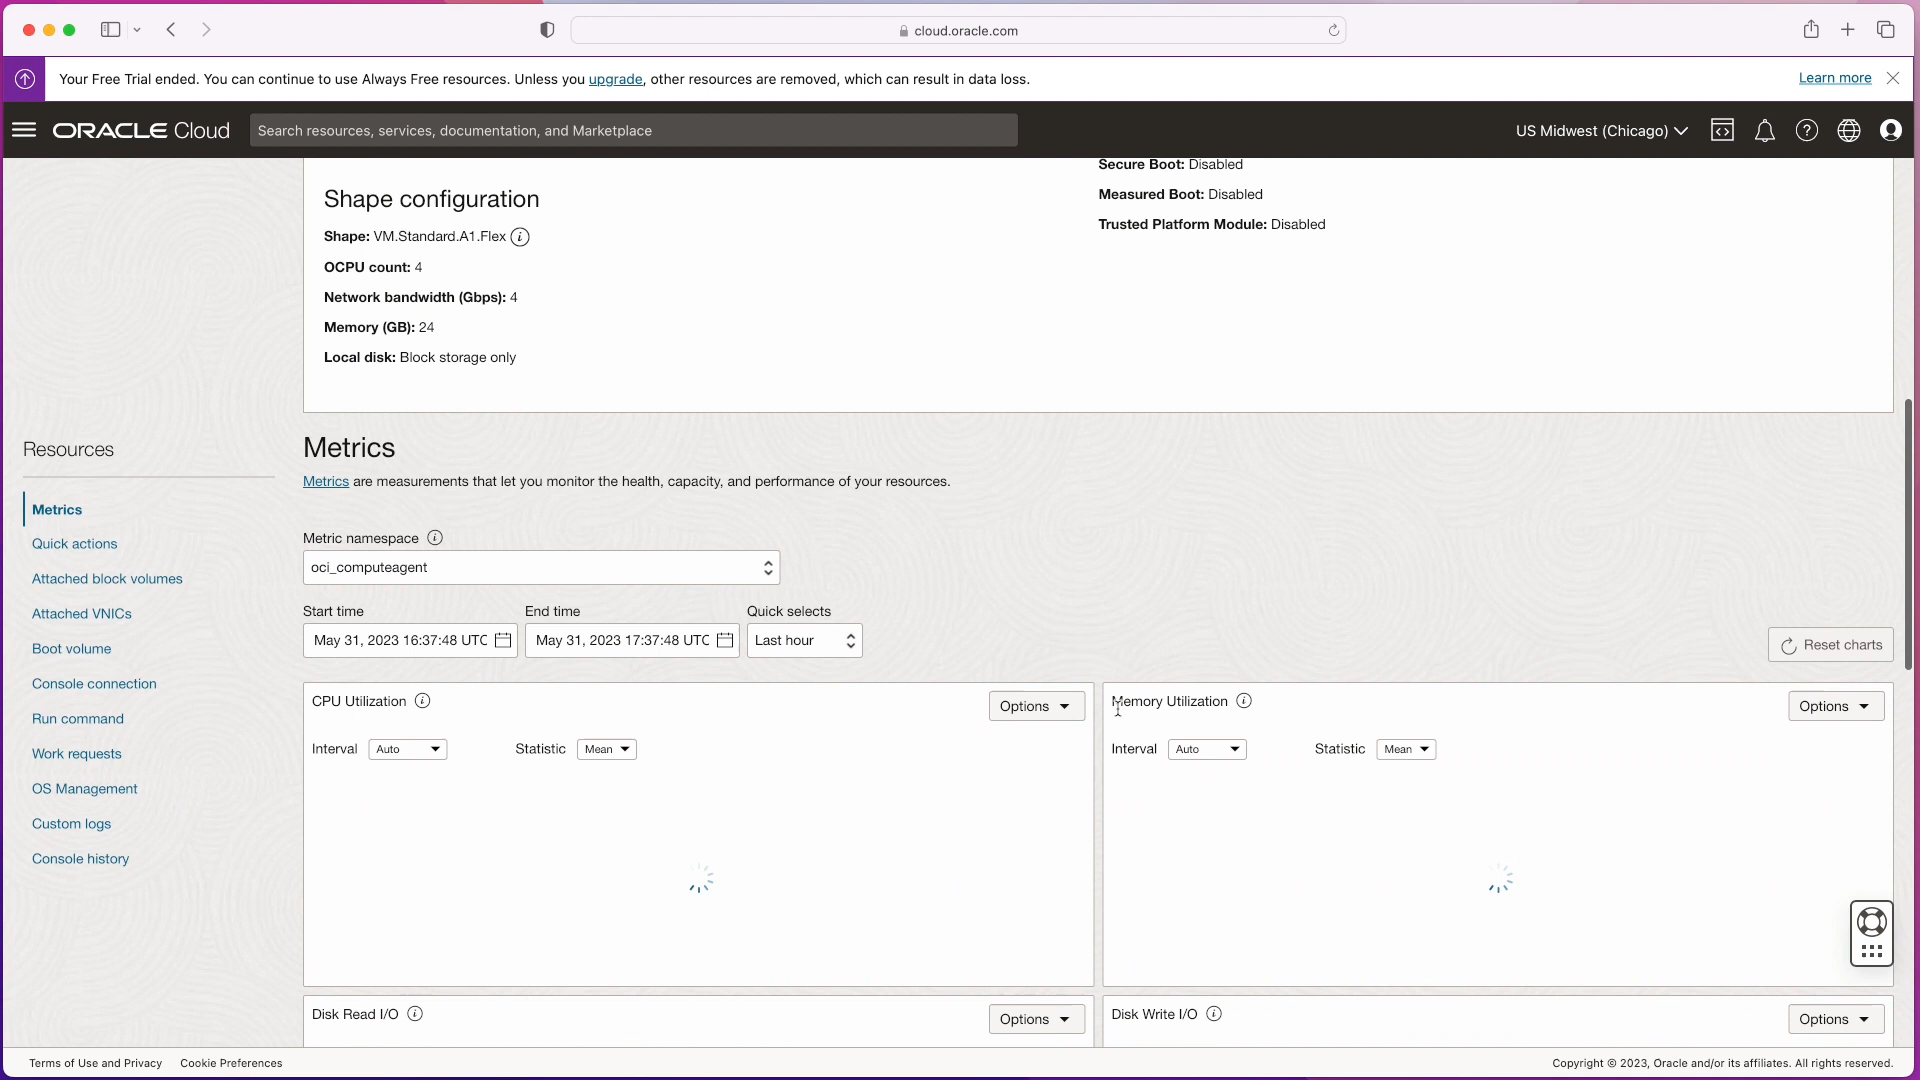 cloud.oracle.com
Your Free Trial ended. You can continue to use Always Free resources. Unless you upgrade, other resources are removed, which can result in data loss.
Learn more
ORACLE Cloud
Search resources, services, documentation, and Marketplace
US Midwest (Chicago)
Secure Boot: Disabled
Measured Boot: Disabled
Trusted Platform Module: Disabled
Shape configuration
Shape: VM.Standard.A1.Flex
OCPU count: 4
Network bandwidth (Gbps): 4
Memory (GB): 24
Local disk: Block storage only
Resources
Metrics
Quick actions
Attached block volumes
Attached VNICs
Boot volume
Console connection
Run command
Work requests
OS Management
Custom logs
Console history
Metrics
Metrics are measurements that let you monitor the health, capacity, and performance of your resources.
Metric namespace
oci_computeagent
Start time
End time
Quick selects
May 31, 2023 16:37:48 UTC
May 31, 2023 17:37:48 UTC
Last hour
Reset charts
CPU Utilization
Options
Interval
Auto
Statistic
Mean
Memory Utilization
Options
Interval
Auto
Statistic
Mean
Disk Read I/O
Options
Disk Write I/O
Options
Terms of Use and Privacy
Cookie Preferences
Copyright © 2023, Oracle and/or its affiliates. All rights reserved.